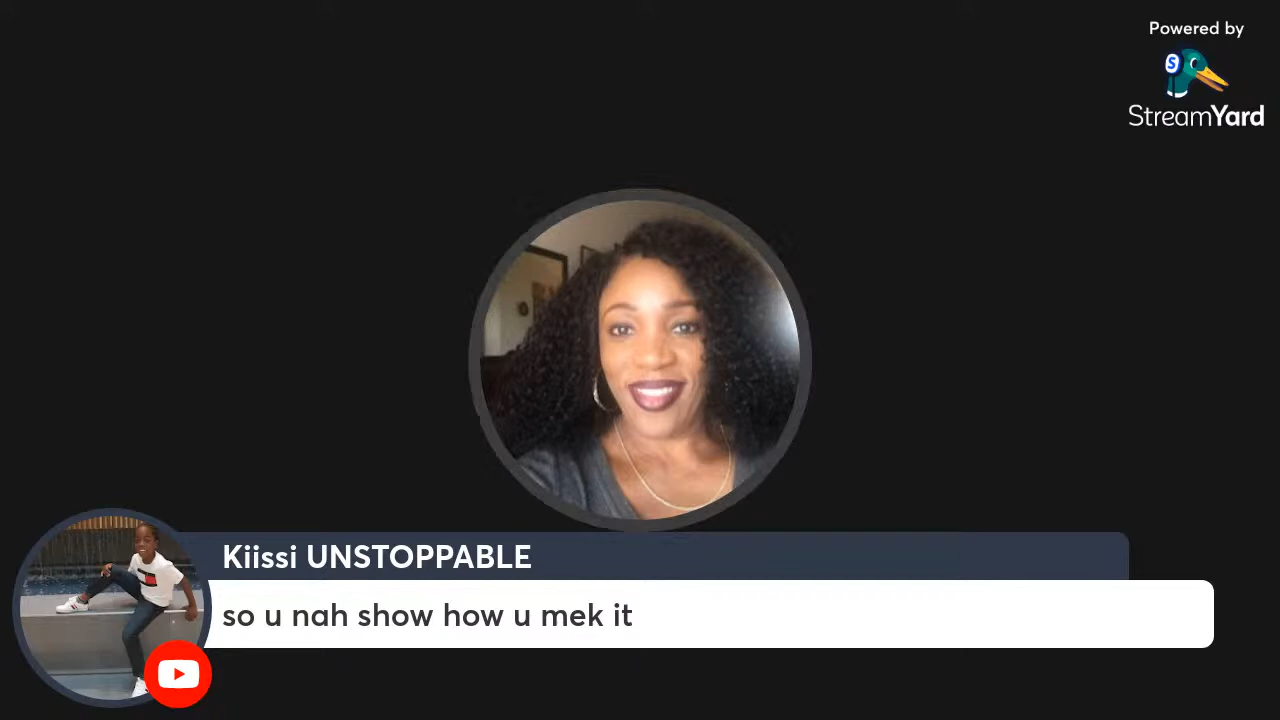 Powered by
S
StreamYard
Kiissi UNSTOPPABLE
so u nah show how u mek it